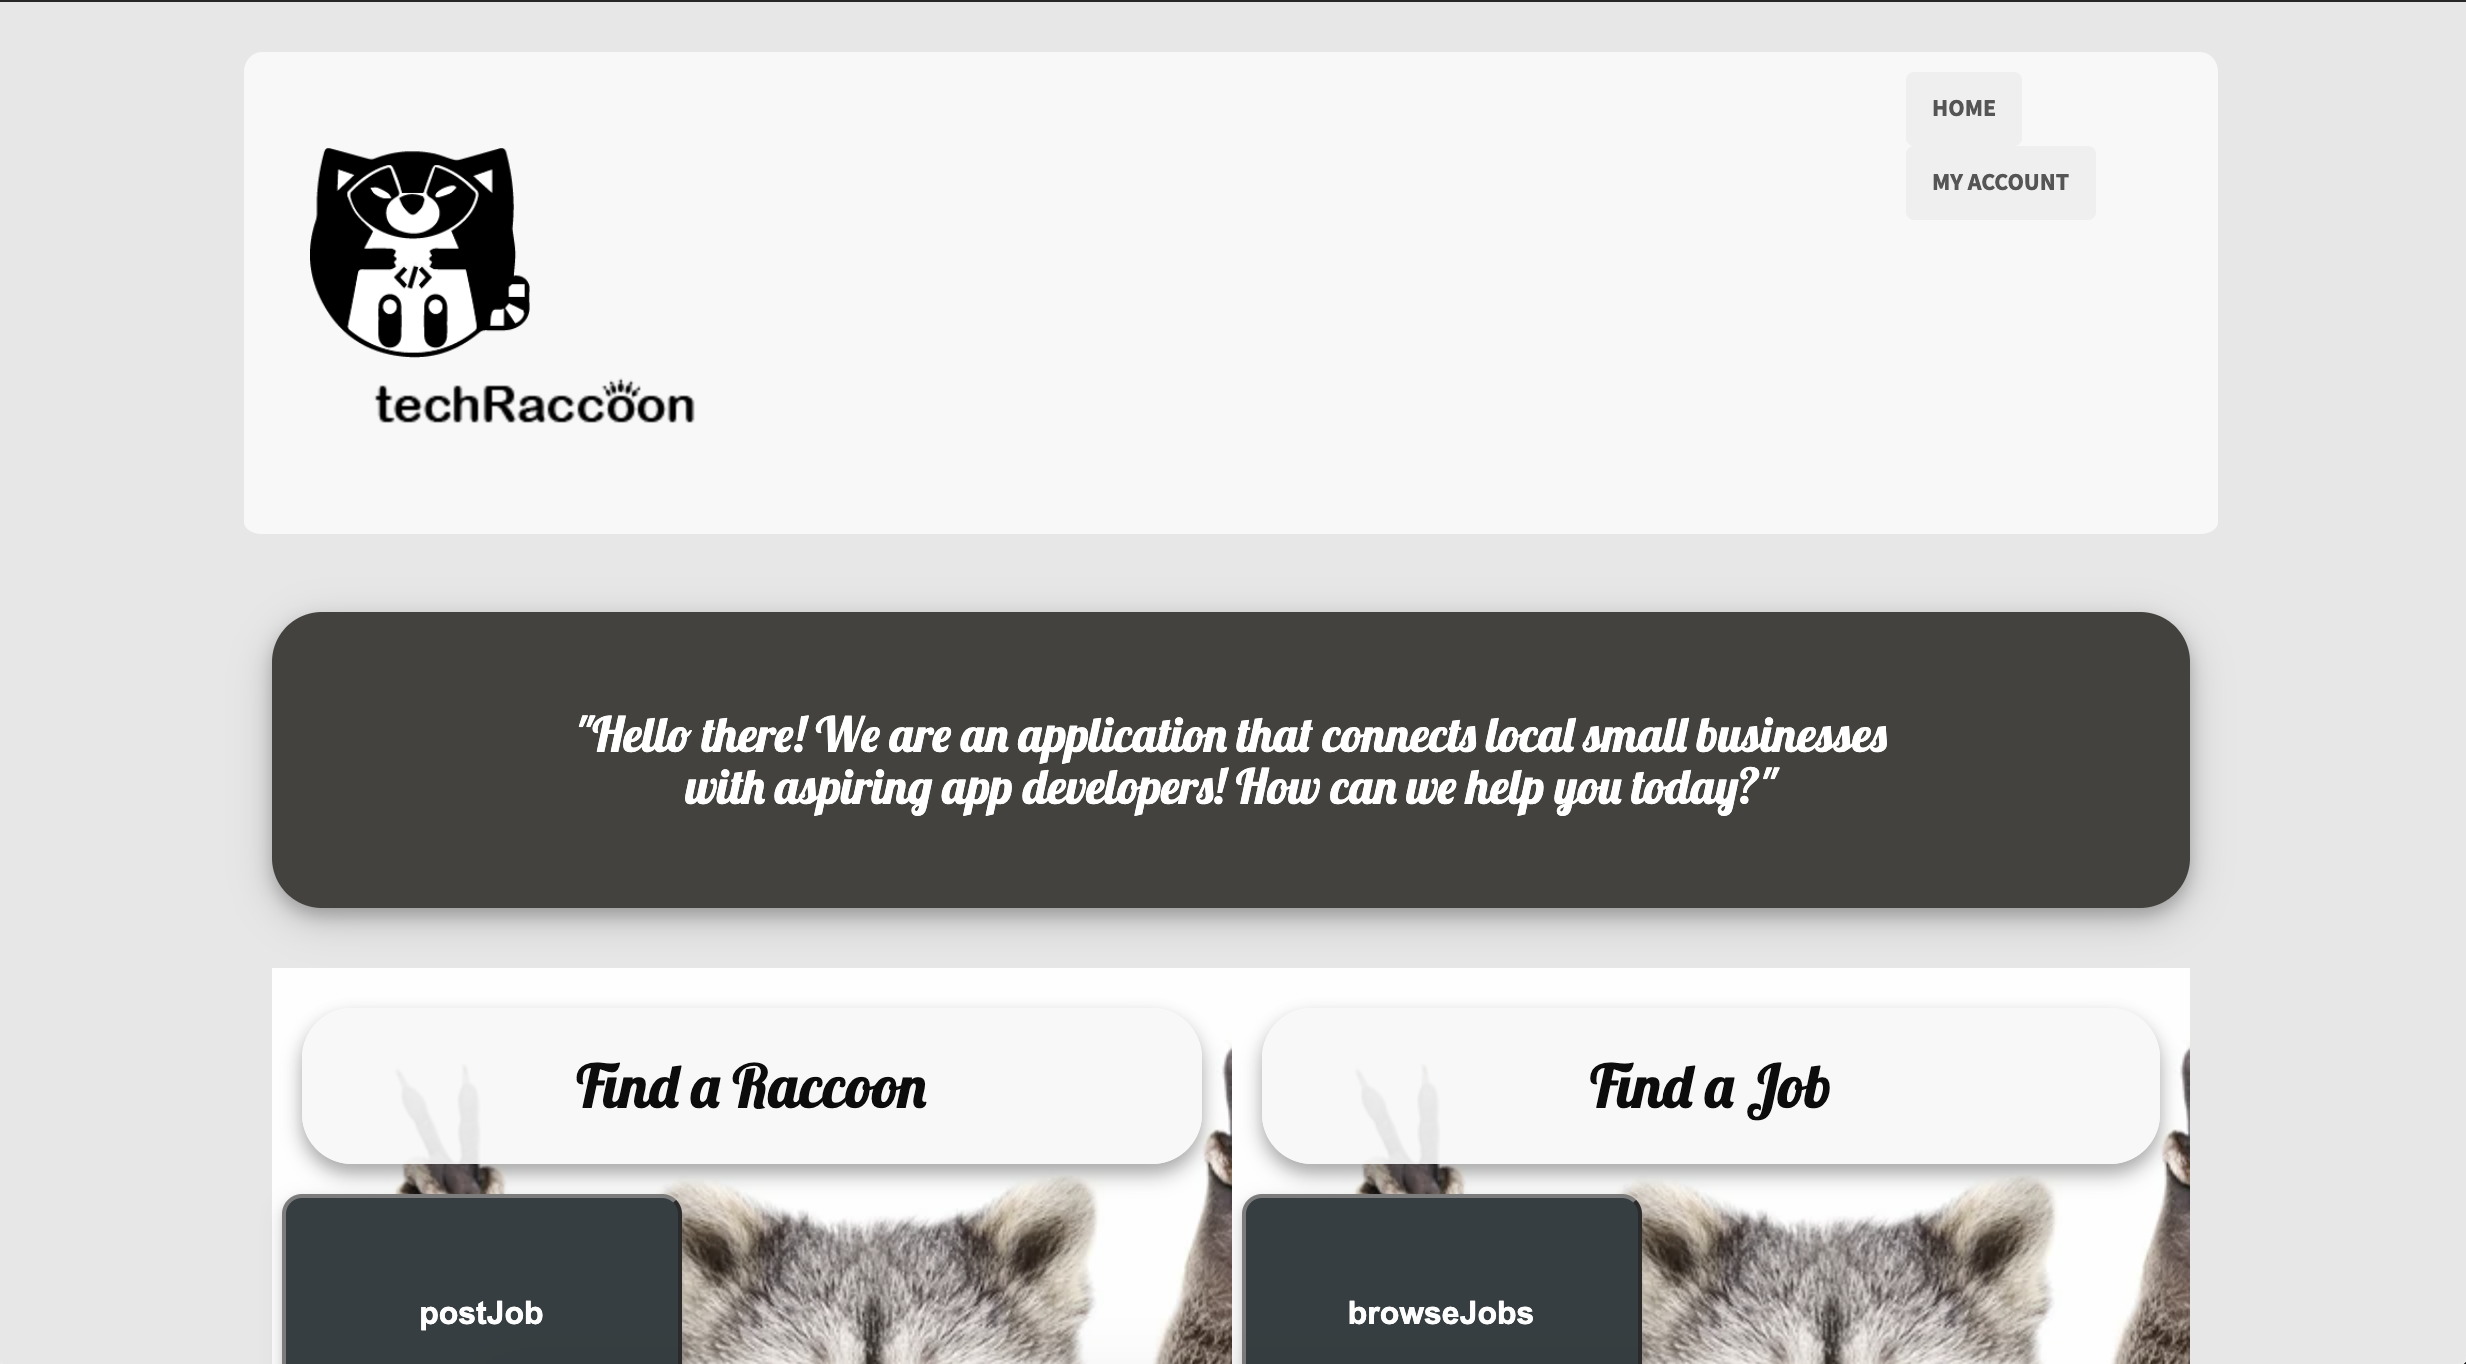 HOME
MY ACCOUNT
</>
techRaccoon
"Hello there! We are an application that connects local small businesses
with aspiring app developers! How can we help you today?"
Find a Raccoon
Find a Job
postJob
browseJobs